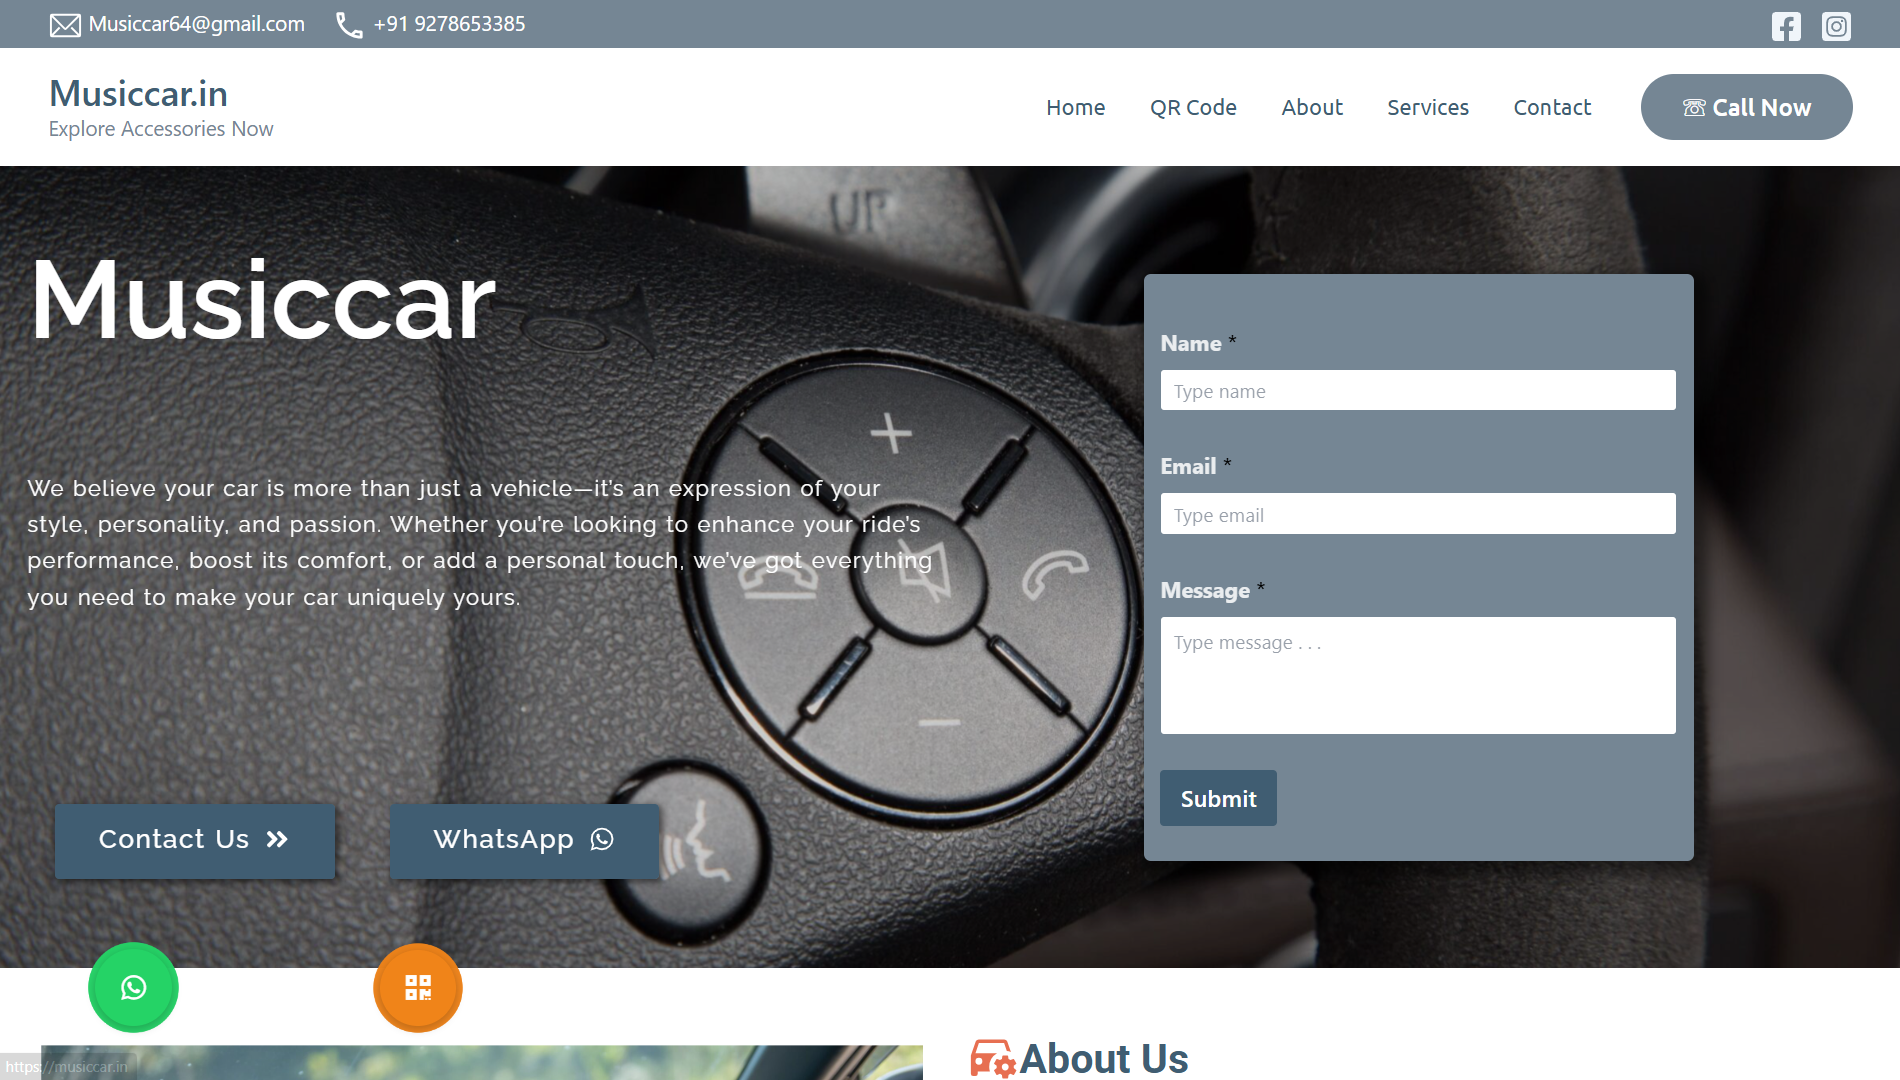 Musiccar64@gmail.com +91 9278653385
Musiccar.in
Explore Accessories Now
Home QR Code About Services Contact ☏ Call Now
UP
Musiccar
We believe your car is more than just a vehicle—it's an expression of your
style, personality, and passion. Whether you're looking to enhance your ride's
performance, boost its comfort, or add a personal touch, we've got everything
you need to make your car uniquely yours.
Contact Us
WhatsApp
Name *
Type name
Email *
Type email
Message *
Type message . . .
Submit
About Us
https://musiccar.in